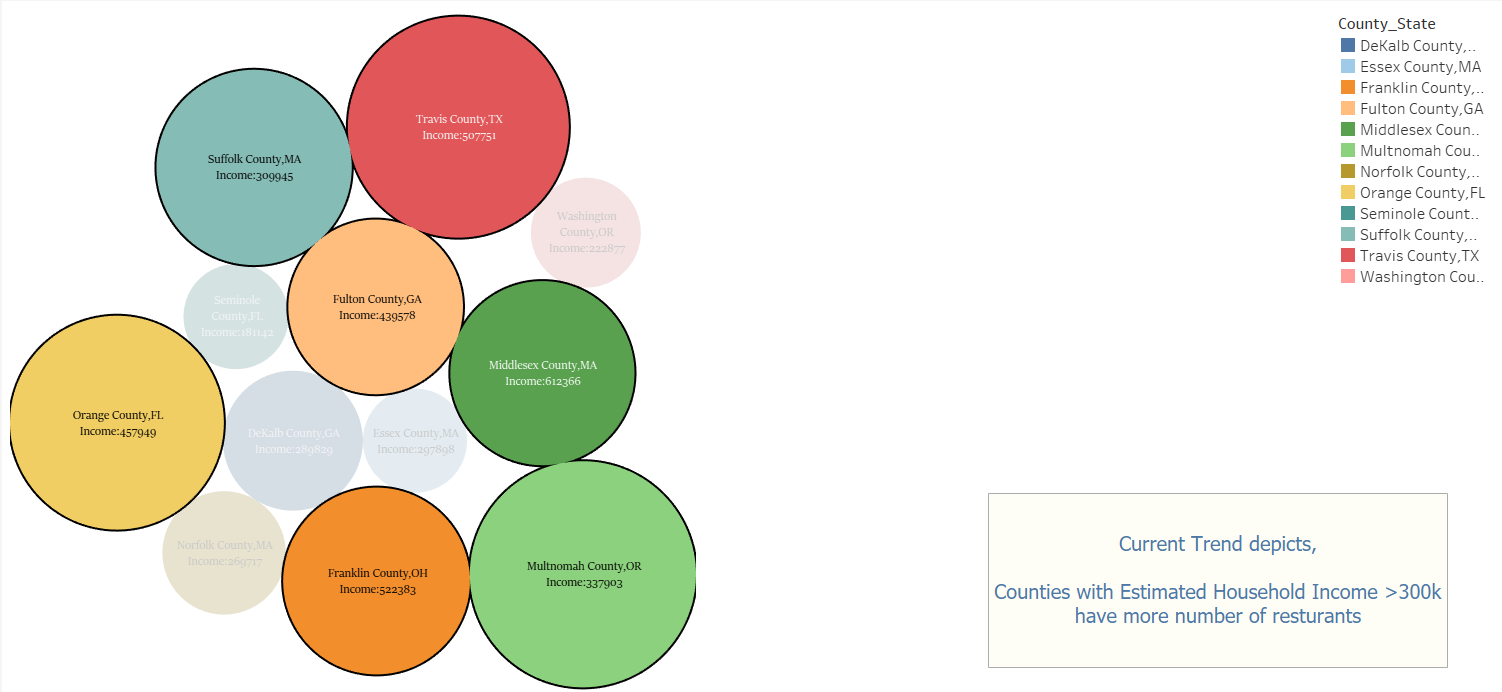 Travis County,TX
Income:507751
Suffolk County,MA
Income:309945
Washington
County,OR
Income:222877
Seminole
County,FL
Income:181142
Fulton County,GA
Income:439578
Middlesex County,MA
Income:612366
Orange County,FL
Income:457949
DeKalb County,GA
Income:289829
Essex County,MA
Income:297898
Norfolk County,MA
Income:269717
Franklin County,OH
Income:522383
Multnomah County,OR
Income:337903
County_State
DeKalb County,..
Essex County,MA
Franklin County,..
Fulton County,GA
Middlesex Coun..
Multnomah Cou..
Norfolk County,..
Orange County,FL
Seminole Count..
Suffolk County,..
Travis County,TX
Washington Cou..
Current Trend depicts,
Counties with Estimated Household Income >300k
have more number of resturants